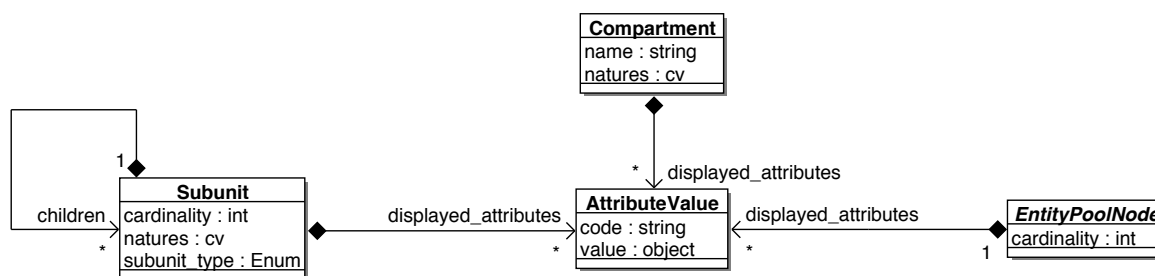 Compartment
name : string
natures : cv
1
* displayed_attributes
Subunit
cardinality : int
natures : cv
subunit_type : Enum
children
*
displayed_attributes
*
AttributeValue
code : string
value : object
displayed_attributes
*
1
EntityPoolNode
cardinality : int